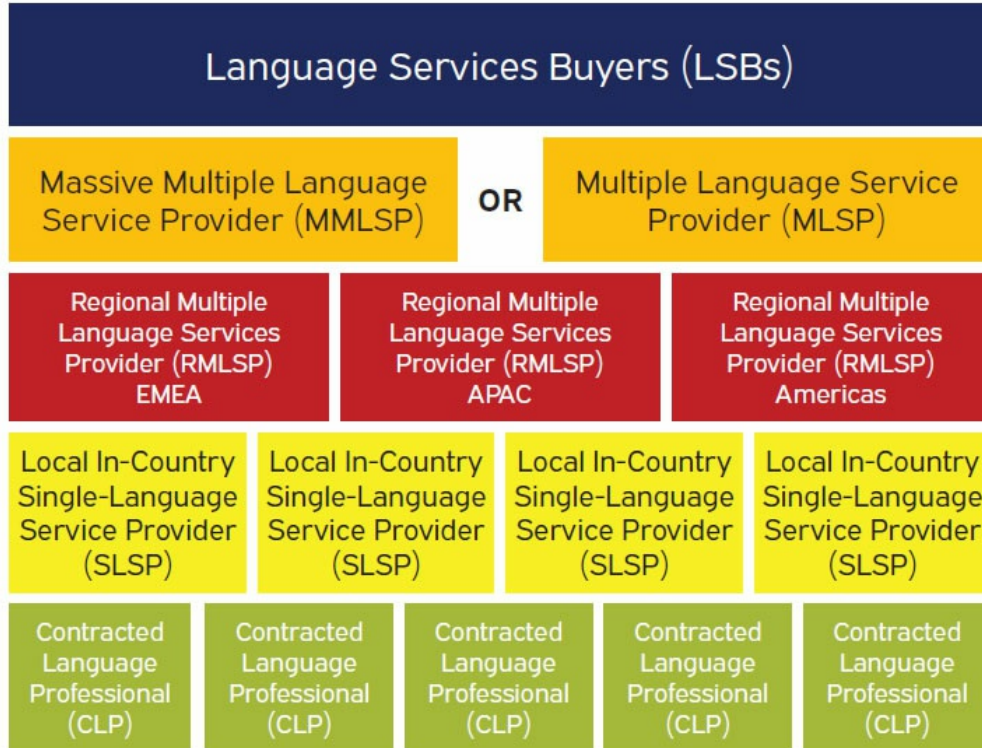 Language Services Buyers (LSBs)
Massive Multiple Language
Service Provider (MMLSP)
OR
Multiple Language Service
Provider (MLSP)
Regional Multiple
Language Services
Provider (RMLSP)
EMEA
Regional Multiple
Language Services
Provider (RMLSP)
APAC
Regional Multiple
Language Services
Provider (RMLSP)
Americas
Local In-Country
Single-Language
Service Provider
(SLSP)
Local In-Country
Single-Language
Service Provider
(SLSP)
Local In-Country
Single-Language
Service Provider
(SLSP)
Local In-Country
Single-Language
Service Provider
(SLSP)
Contracted
Language
Professional
(CLP)
Contracted
Language
Professional
(CLP)
Contracted
Language
Professional
(CLP)
Contracted
Language
Professional
(CLP)
Contracted
Language
Professional
(CLP)